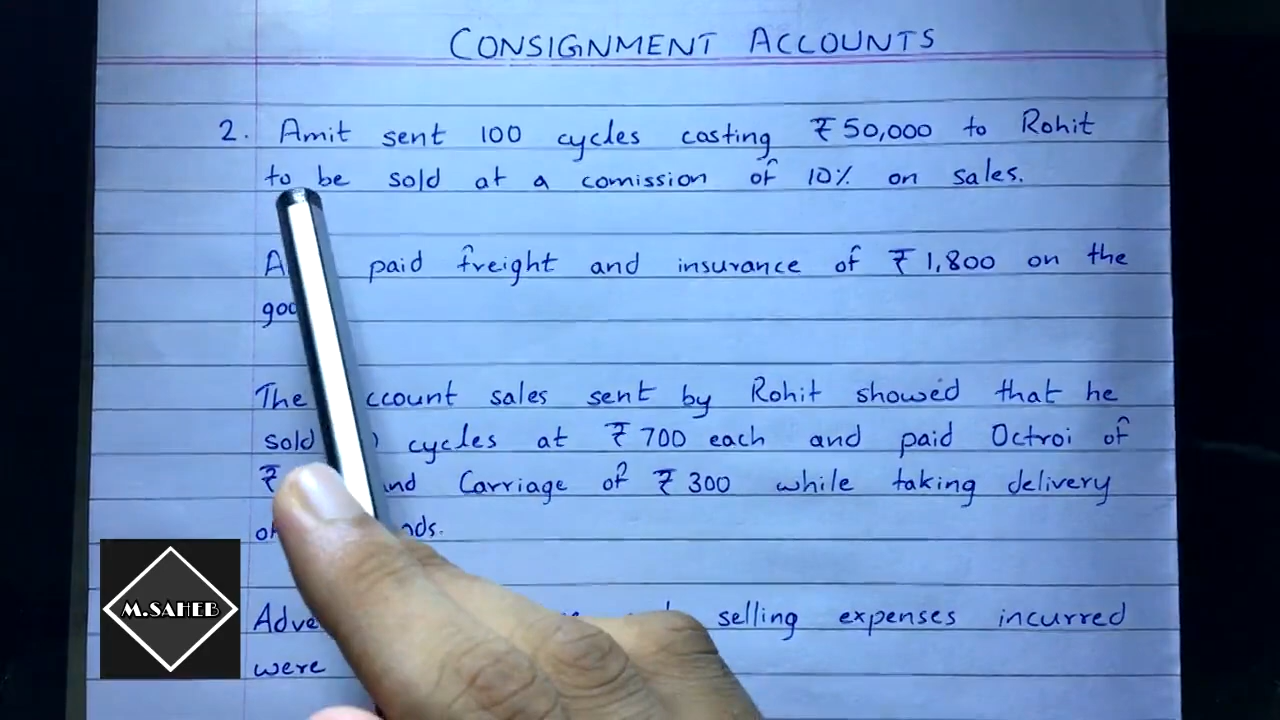 CONSIGNMENT ACCOUNTS
2. Amit sent 100 cycles costing ₹50,000 to Rohit
to be sold at a comission of 10% on sales.
paid freight and insurance of ₹1,800 on the
The sales sent by Rohit showed that he
sold cycles at ₹700 each and paid Octroi of
₹ Carriage of ₹300 while taking delivery
selling expenses incurred
were
M.SAHEB